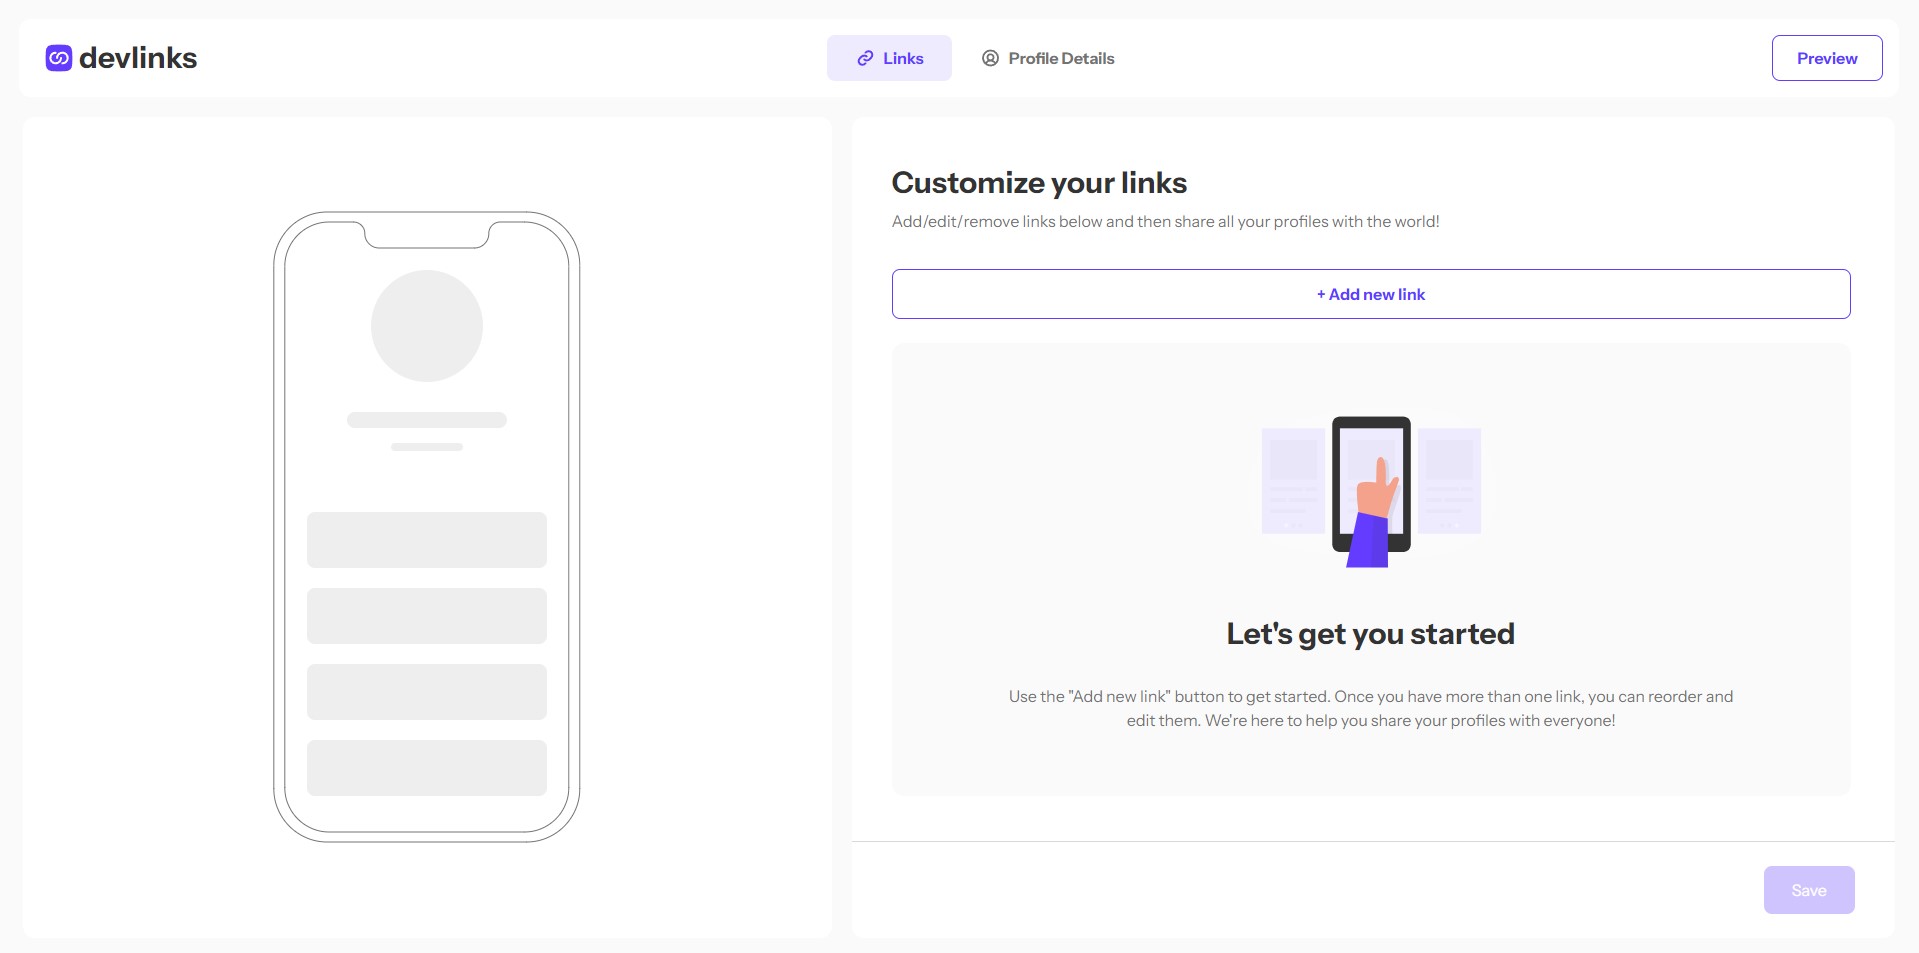 devlinks
Links
Profile Details
Preview
Customize your links
Add/edit/remove links below and then share all your profiles with the world!
+ Add new link
Let's get you started
Use the "Add new link" button to get started. Once you have more than one link, you can reorder and
edit them. We're here to help you share your profiles with everyone!
Save